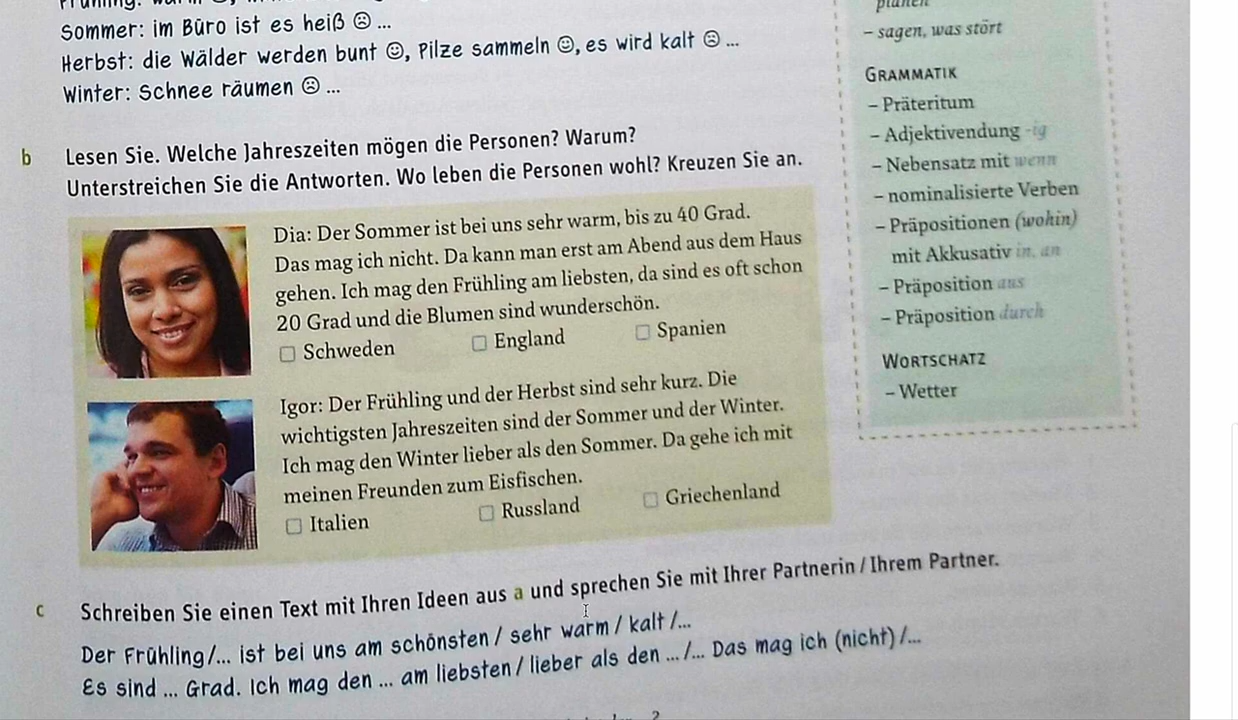 Sommer: im Büro ist es heiß ☹ ...
Herbst: die Wälder werden bunt ☺, Pilze sammeln ☺, es wird kalt ☹ ...
Winter: Schnee räumen ☹ ...
b Lesen Sie. Welche Jahreszeiten mögen die Personen? Warum?
Unterstreichen Sie die Antworten. Wo leben die Personen wohl? Kreuzen Sie an.
Dia: Der Sommer ist bei uns sehr warm, bis zu 40 Grad.
Das mag ich nicht. Da kann man erst am Abend aus dem Haus
gehen. Ich mag den Frühling am liebsten, da sind es oft schon
20 Grad und die Blumen sind wunderschön.
☐ Schweden ☐ England ☐ Spanien
Igor: Der Frühling und der Herbst sind sehr kurz. Die
wichtigsten Jahreszeiten sind der Sommer und der Winter.
Ich mag den Winter lieber als den Sommer. Da gehe ich mit
meinen Freunden zum Eisfischen.
☐ Italien ☐ Russland ☐ Griechenland
c Schreiben Sie einen Text mit Ihren Ideen aus a und sprechen Sie mit Ihrer Partnerin / Ihrem Partner.
Der Frühling/... ist bei uns am schönsten / sehr warm / kalt /...
Es sind ... Grad. Ich mag den ... am liebsten / lieber als den ... /... Das mag ich (nicht) /...
– sagen, was stört
GRAMMATIK
– Präteritum
– Adjektivendung -ig
– Nebensatz mit wenn
– nominalisierte Verben
– Präpositionen (wohin)
mit Akkusativ in, an
– Präposition aus
– Präposition durch
WORTSCHATZ
– Wetter